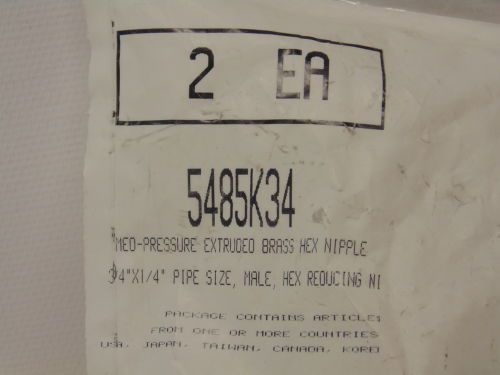 2 EA
5485K34
MED-PRESSURE EXTRUDED BRASS HEX NIPPLE
3/4"X1/4" PIPE SIZE, MALE, HEX REDUCING NI
PACKAGE CONTAINS ARTICLES
FROM ONE OR MORE COUNTRIES
USA, JAPAN, TAIWAN, CANADA, KOREA